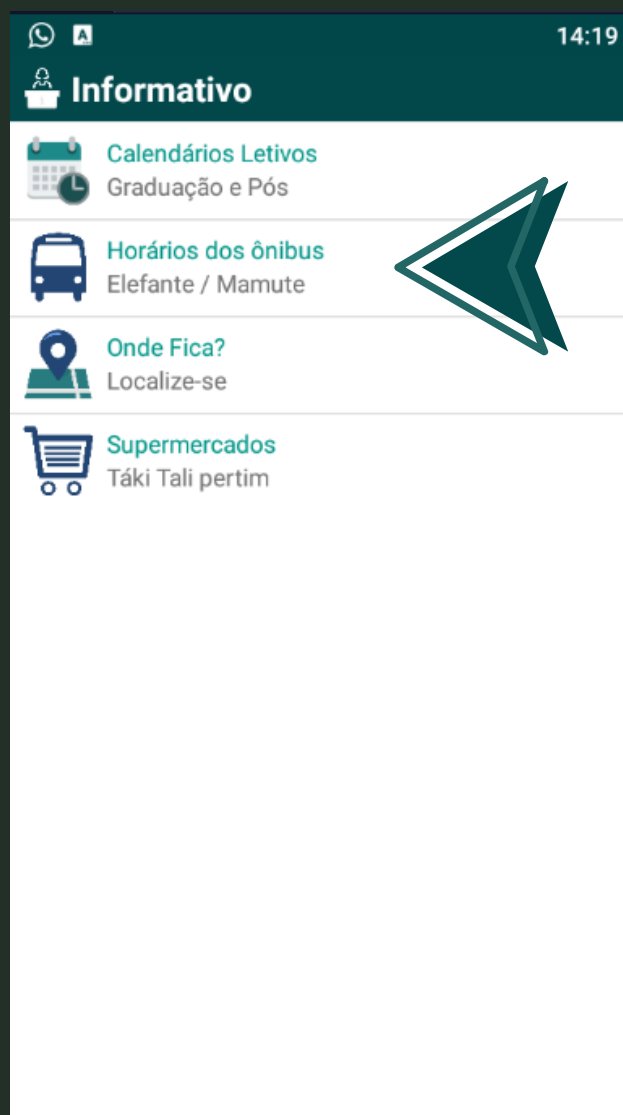 14:19
Informativo
Calendários Letivos
Graduação e Pós
Horários dos ônibus
Elefante / Mamute
Onde Fica?
Localize-se
Supermercados
Táki Tali pertim